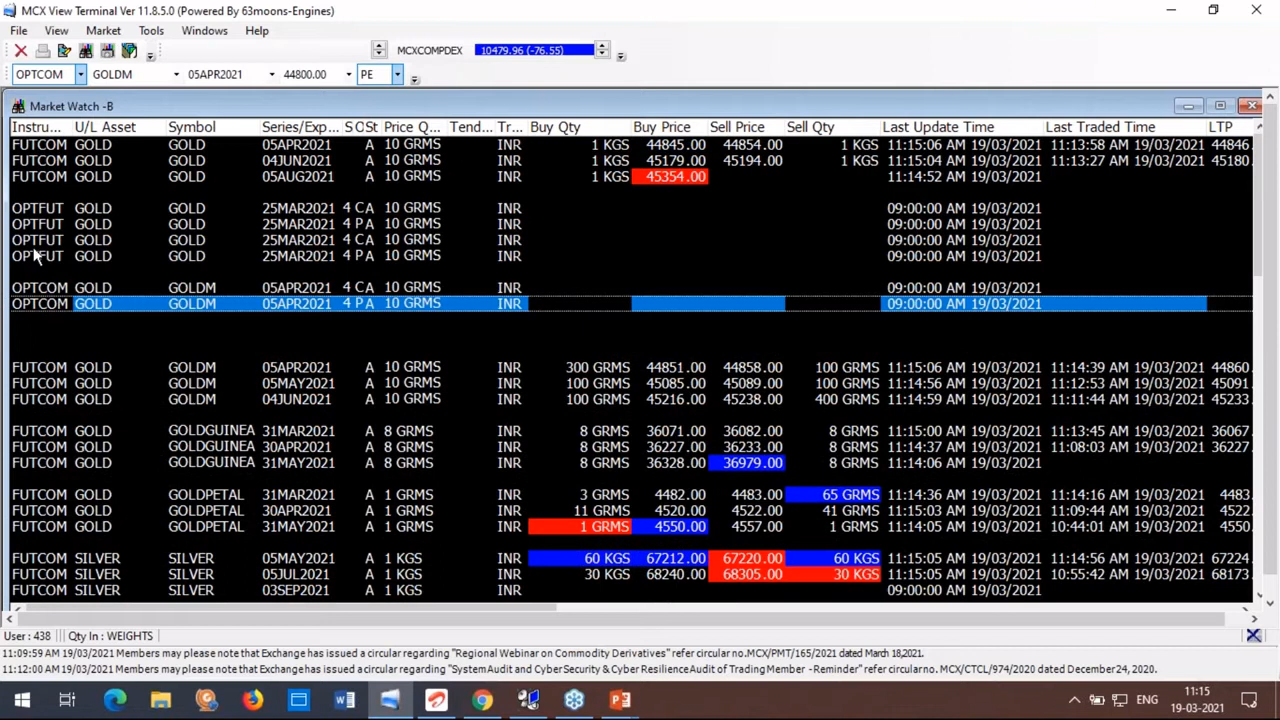 MCX View Terminal Ver 11.8.5.0 (Powered By 63moons-Engines)
File View Market Tools Windows Help
MCXCOMPDEX 10479.96 (-76.55)
OPTCOM GOLDM 05APR2021 44800.00 PE
Market Watch -B
Instru... U/L Asset Symbol Series/Exp... S OSt Price Q... Tend... Tr... Buy Qty Buy Price Sell Price Sell Qty Last Update Time Last Traded Time LTP
FUTCOM GOLD GOLD 05APR2021 A 10 GRMS INR 1 KGS 44845.00 44854.00 1 KGS 11:15:06 AM 19/03/2021 11:13:58 AM 19/03/2021 44846.
FUTCOM GOLD GOLD 04JUN2021 A 10 GRMS INR 1 KGS 45179.00 45194.00 1 KGS 11:15:04 AM 19/03/2021 11:13:27 AM 19/03/2021 45180.
FUTCOM GOLD GOLD 05AUG2021 A 10 GRMS INR 1 KGS 45354.00 11:14:52 AM 19/03/2021
OPTFUT GOLD GOLD 25MAR2021 4 C A 10 GRMS INR 09:00:00 AM 19/03/2021
OPTFUT GOLD GOLD 25MAR2021 4 P A 10 GRMS INR 09:00:00 AM 19/03/2021
OPTFUT GOLD GOLD 25MAR2021 4 C A 10 GRMS INR 09:00:00 AM 19/03/2021
OPTFUT GOLD GOLD 25MAR2021 4 P A 10 GRMS INR 09:00:00 AM 19/03/2021
OPTCOM GOLD GOLDM 05APR2021 4 C A 10 GRMS INR 09:00:00 AM 19/03/2021
OPTCOM GOLD GOLDM 05APR2021 4 P A 10 GRMS INR 09:00:00 AM 19/03/2021
FUTCOM GOLD GOLDM 05APR2021 A 10 GRMS INR 300 GRMS 44851.00 44858.00 100 GRMS 11:15:06 AM 19/03/2021 11:14:39 AM 19/03/2021 44860
FUTCOM GOLD GOLDM 05MAY2021 A 10 GRMS INR 100 GRMS 45085.00 45089.00 100 GRMS 11:14:56 AM 19/03/2021 11:12:53 AM 19/03/2021 45091.
FUTCOM GOLD GOLDM 04JUN2021 A 10 GRMS INR 100 GRMS 45216.00 45238.00 400 GRMS 11:14:59 AM 19/03/2021 11:11:44 AM 19/03/2021 45233.
FUTCOM GOLD GOLDGUINEA 31MAR2021 A 8 GRMS INR 8 GRMS 36071.00 36082.00 8 GRMS 11:15:00 AM 19/03/2021 11:13:45 AM 19/03/2021 36067.
FUTCOM GOLD GOLDGUINEA 30APR2021 A 8 GRMS INR 8 GRMS 36227.00 36233.00 8 GRMS 11:14:37 AM 19/03/2021 11:08:03 AM 19/03/2021 36227.
FUTCOM GOLD GOLDGUINEA 31MAY2021 A 8 GRMS INR 8 GRMS 36328.00 36979.00 8 GRMS 11:14:06 AM 19/03/2021
FUTCOM GOLD GOLDPETAL 31MAR2021 A 1 GRMS INR 3 GRMS 4482.00 4483.00 65 GRMS 11:14:36 AM 19/03/2021 11:14:16 AM 19/03/2021 4483.
FUTCOM GOLD GOLDPETAL 30APR2021 A 1 GRMS INR 11 GRMS 4520.00 4522.00 41 GRMS 11:14:05 AM 19/03/2021 11:09:44 AM 19/03/2021 4522.
FUTCOM GOLD GOLDPETAL 31MAY2021 A 1 GRMS INR 1 GRMS 4550.00 4557.00 1 GRMS 11:14:05 AM 19/03/2021 10:44:01 AM 19/03/2021 4550.
FUTCOM SILVER SILVER 05MAY2021 A 1 KGS INR 60 KGS 67212.00 67220.00 60 KGS 11:15:05 AM 19/03/2021 11:14:56 AM 19/03/2021 67224.
FUTCOM SILVER SILVER 05JUL2021 A 1 KGS INR 30 KGS 68240.00 68305.00 30 KGS 11:15:05 AM 19/03/2021 10:55:42 AM 19/03/2021 68173.
FUTCOM SILVER SILVER 03SEP2021 A 1 KGS INR 09:00:00 AM 19/03/2021
User : 438 Qty In : WEIGHTS
11:09:59 AM 19/03/2021 Members may please note that Exchange has issued a circular regarding "Regional Webinar on Commodity Derivatives" refer circular no.MCX/PMT/165/2021 dated March 18,2021.
11:12:00 AM 19/03/2021 Members may please note that Exchange has issued a circular regarding "System Audit and Cyber Security & Cyber Resilience Audit of Trading Member -Reminder" refer circular no. MCX/CTCL/974/2020 dated December 24, 2020.
ENG 11:15
19-03-2021